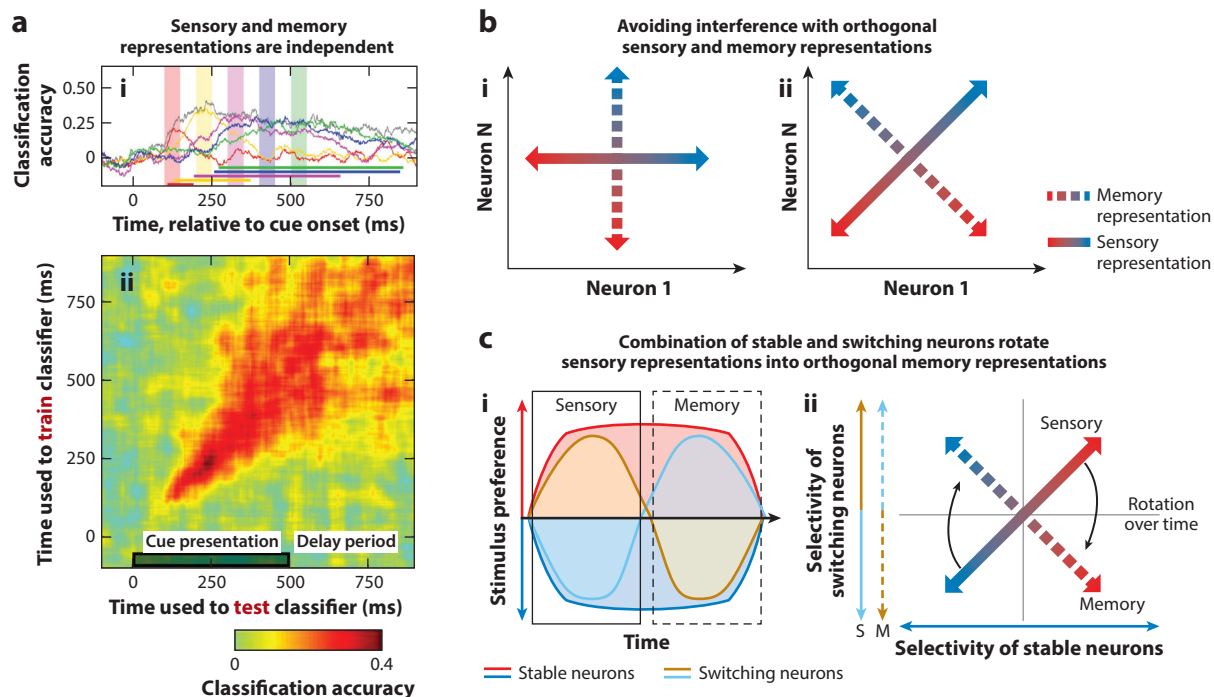 a
Sensory and memory
representations are independent
i
Classification
accuracy
0.50
0.25
0
0 250 500 750
Time, relative to cue onset (ms)
ii
Time used to train classifier (ms)
750
500
250
0
Cue presentation
Delay period
0 250 500 750
Time used to test classifier (ms)
0 0.4
Classification accuracy
b
Avoiding interference with orthogonal
sensory and memory representations
i
Neuron N
Neuron 1
ii
Neuron N
Neuron 1
Memory
representation
Sensory
representation
c
Combination of stable and switching neurons rotate
sensory representations into orthogonal memory representations
i
Sensory
Memory
Stimulus preference
Time
Stable neurons
Switching neurons
ii
Selectivity of
switching neurons
S M
Sensory
Rotation
over time
Memory
Selectivity of stable neurons